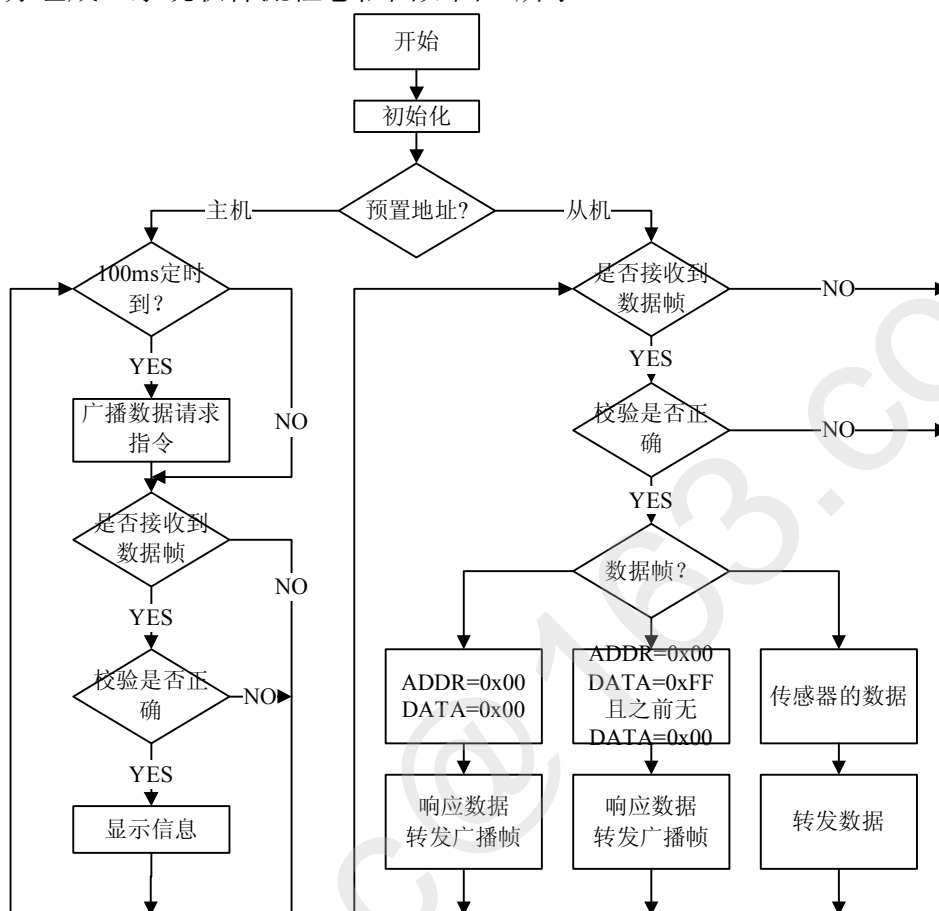 开始
初始化
预置地址?
主机
从机
100ms定时
到？
YES
NO
广播数据请求
指令
是否接收到
数据帧
NO
YES
校验是否正
确
NO
YES
显示信息
是否接收到
数据帧
NO
YES
校验是否正
确
NO
YES
数据帧？
ADDR=0x00
DATA=0x00
ADDR=0x00
DATA=0xFF
且之前无
DATA=0x00
传感器的数据
响应数据
转发广播帧
响应数据
转发广播帧
转发数据
c@163.co